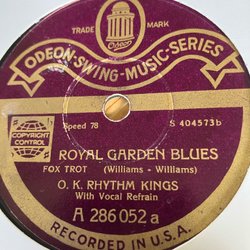 TRADE MARK
Odeon
ODEON-SWING-MUSIC-SERIES
Speed 78
S 404573b
COPYRIGHT
CONTROL
ROYAL GARDEN BLUES
FOX TROT (Williams - Williams)
O. K. RHYTHM KINGS
With Vocal Refrain
A 286052 a
RECORDED IN U.S.A.